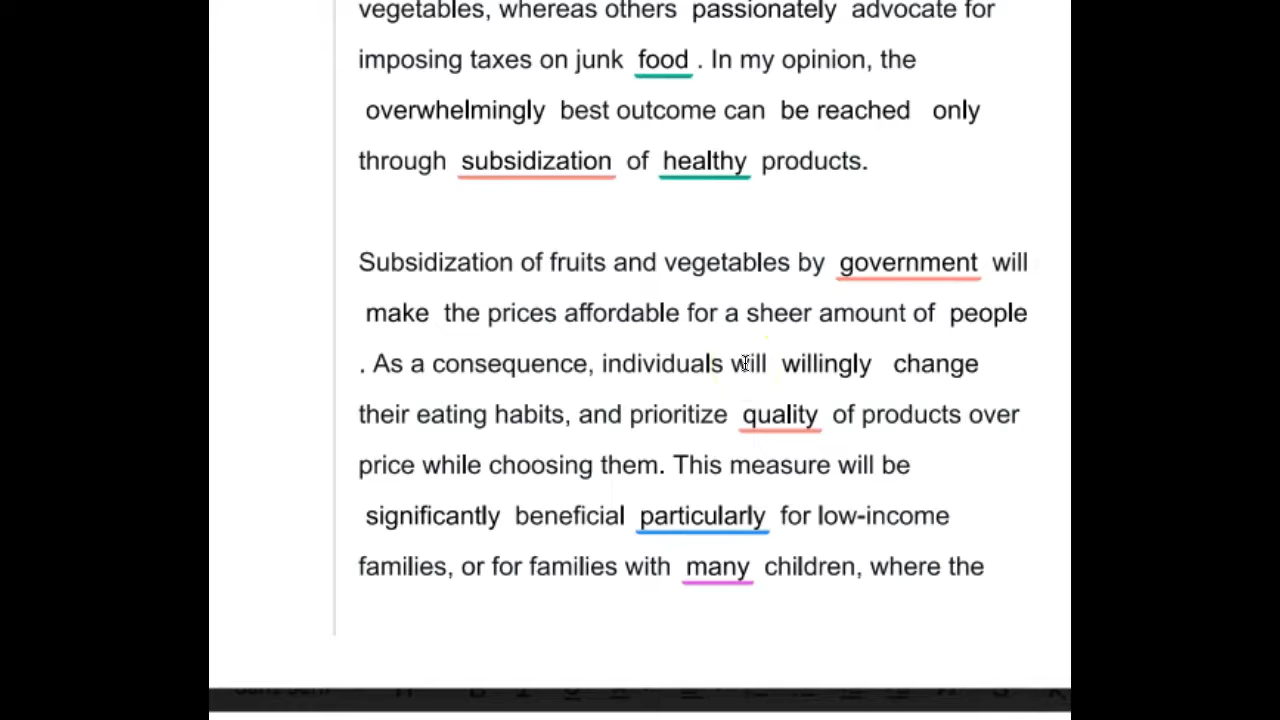 vegetables, whereas others passionately advocate for
imposing taxes on junk food . In my opinion, the
overwhelmingly best outcome can be reached only
through subsidization of healthy products.
Subsidization of fruits and vegetables by government will
make the prices affordable for a sheer amount of people
. As a consequence, individuals will willingly change
their eating habits, and prioritize quality of products over
price while choosing them. This measure will be
significantly beneficial particularly for low-income
families, or for families with many children, where the